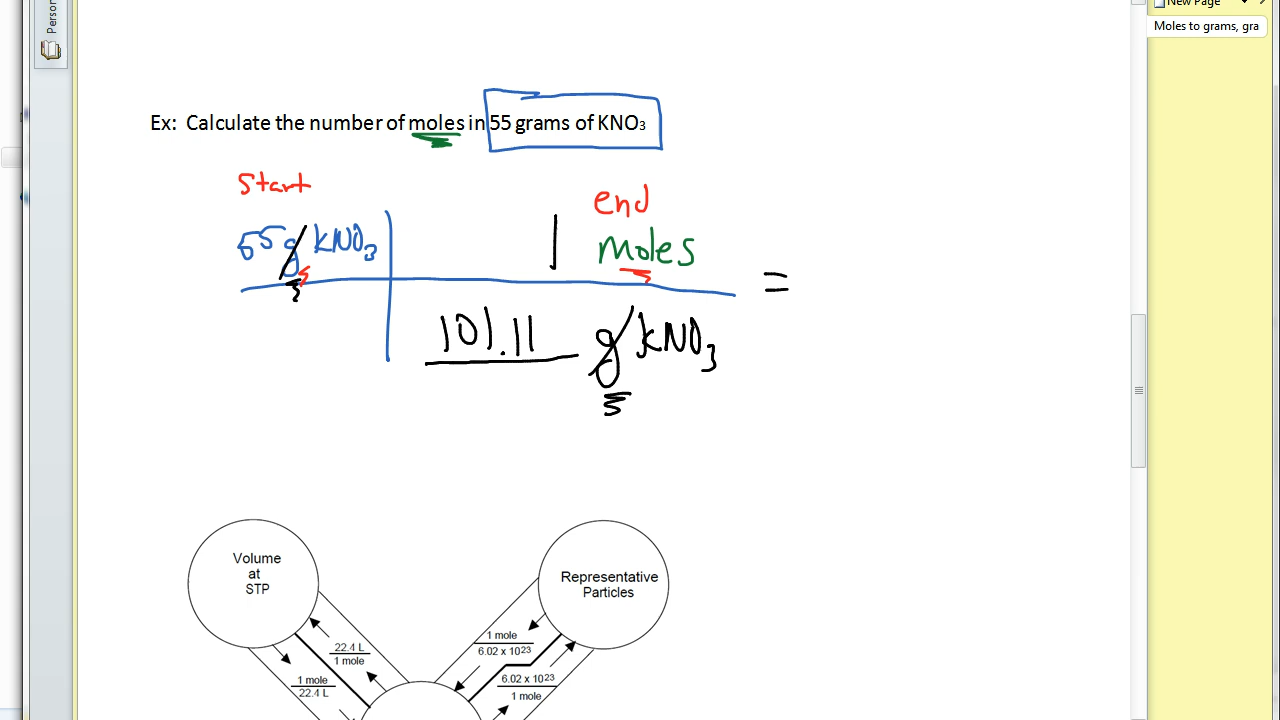 New Page
Person
Moles to grams, gra
Ex: Calculate the number of moles in 55 grams of KNO3
start
end
55g KNO3
1 moles
=
101.11 g KNO3
Volume
at
STP
Representative
Particles
22.4 L
1 mole
1 mole
22.4 L
1 mole
6.02 x 10²³
6.02 x 10²³
1 mole